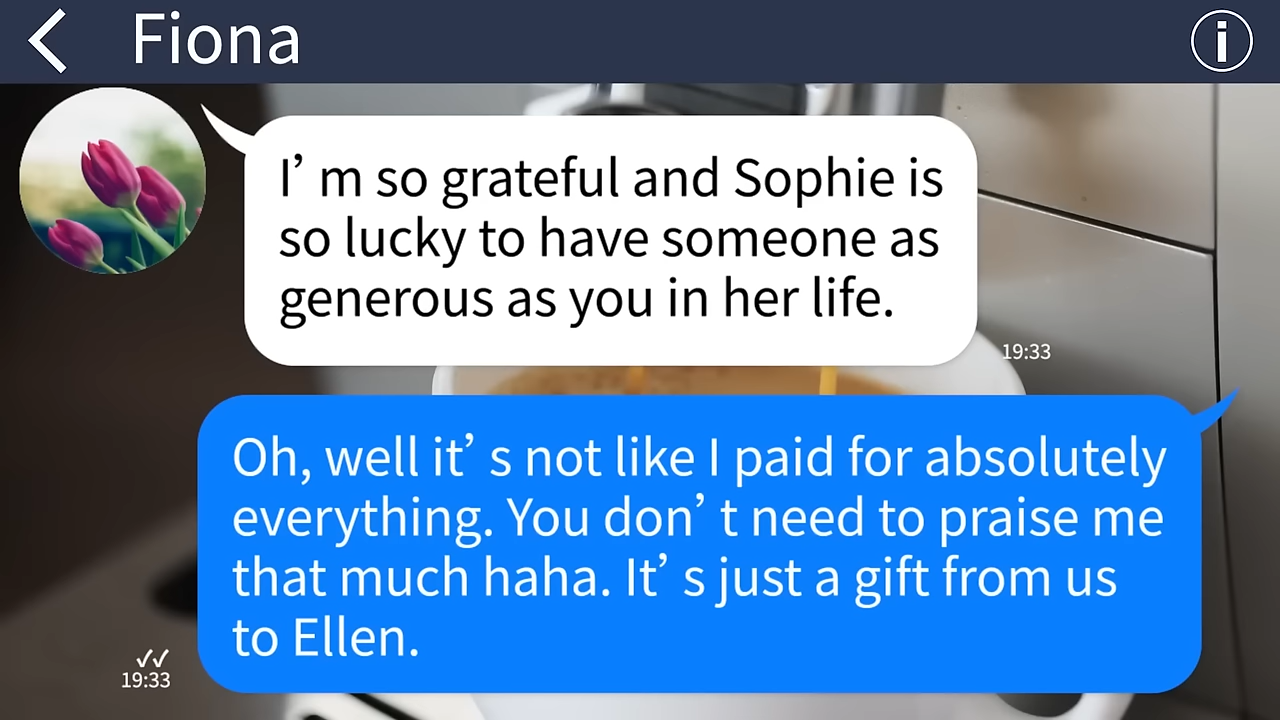 Fiona
I’ m so grateful and Sophie is
so lucky to have someone as
generous as you in her life.
19:33
Oh, well it’ s not like I paid for absolutely
everything. You don’ t need to praise me
that much haha. It’ s just a gift from us
to Ellen.
19:33